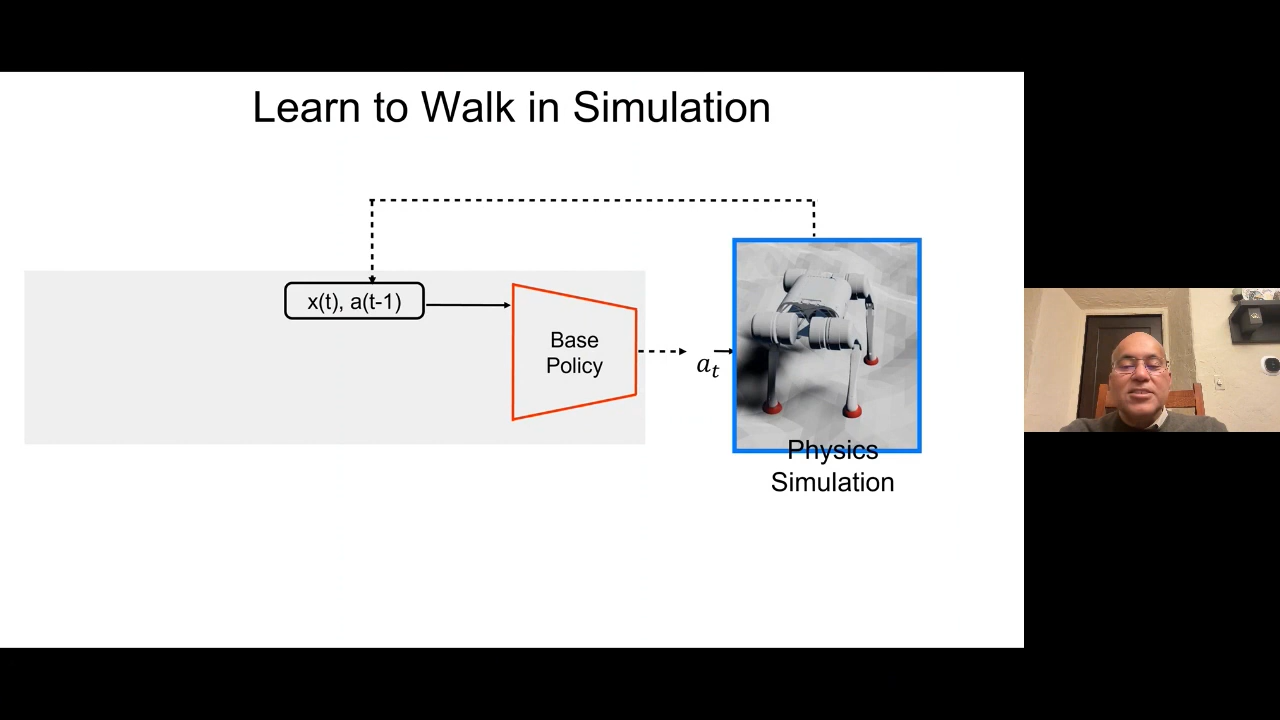 Learn to Walk in Simulation
x(t), a(t-1)
Base
Policy
a_t
Physics
Simulation